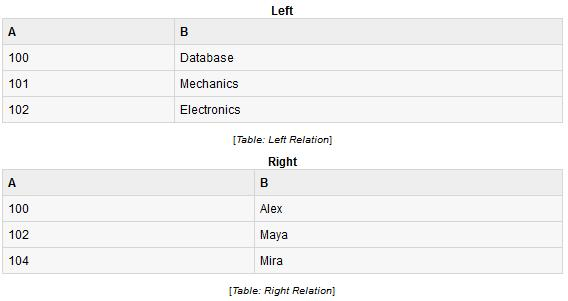 Left
A B
100 Database
101 Mechanics
102 Electronics
[Table: Left Relation]
Right
A B
100 Alex
102 Maya
104 Mira
[Table: Right Relation]